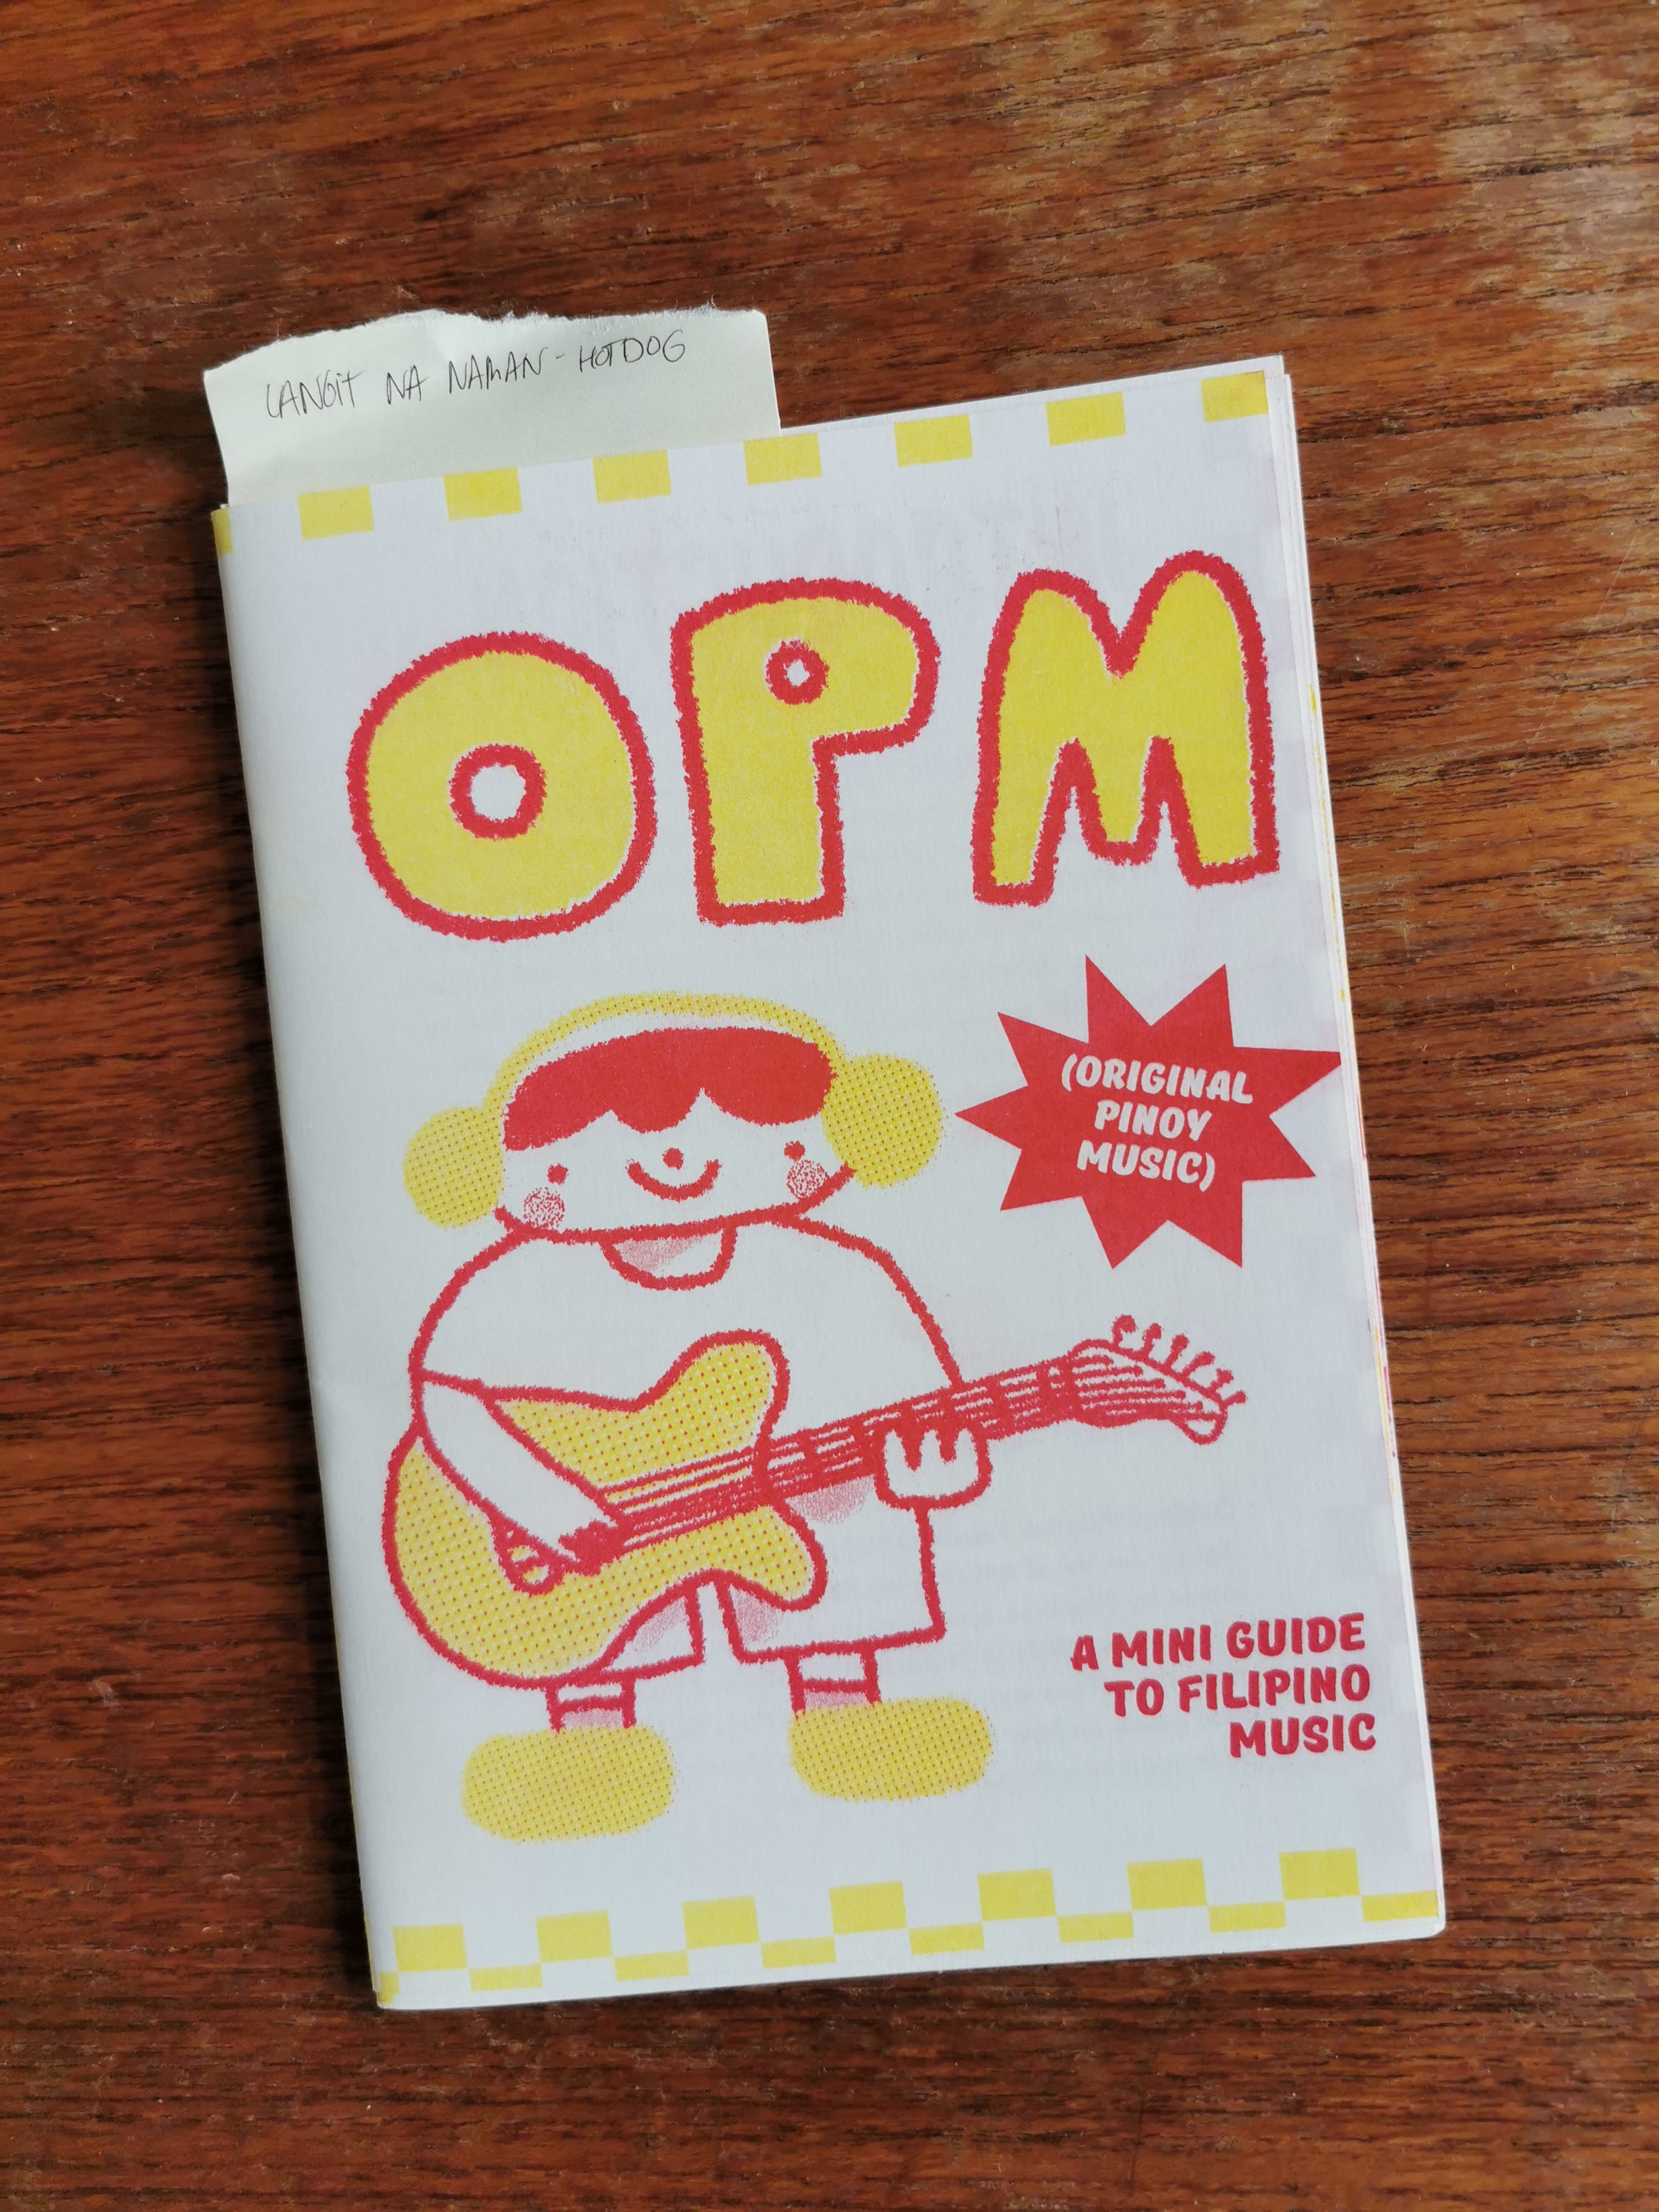 LANGIT NA NAMAN - HOTDOG
OPM
(ORIGINAL
PINOY
MUSIC)
A MINI GUIDE
TO FILIPINO
MUSIC